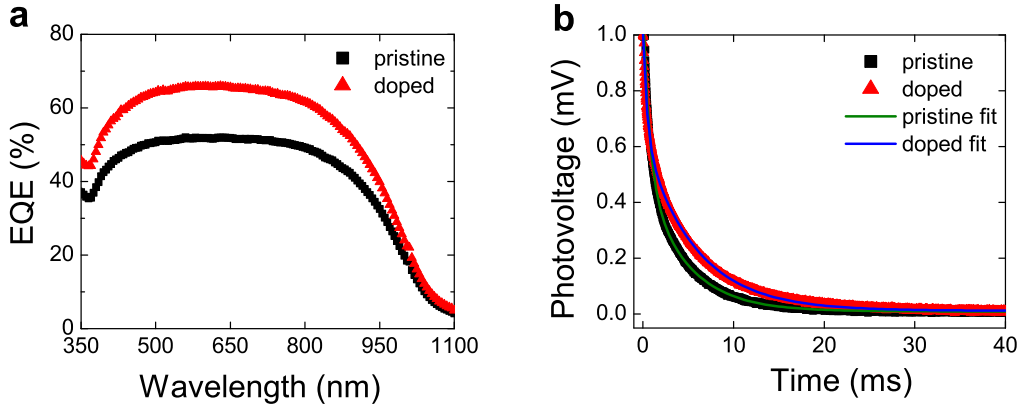 a
80
60
40
20
0
EQE (%)
pristine
doped
350 500 650 800 950 1100
Wavelength (nm)
b
1.0
0.8
0.6
0.4
0.2
0.0
Photovoltage (mV)
pristine
doped
pristine fit
doped fit
0 10 20 30 40
Time (ms)